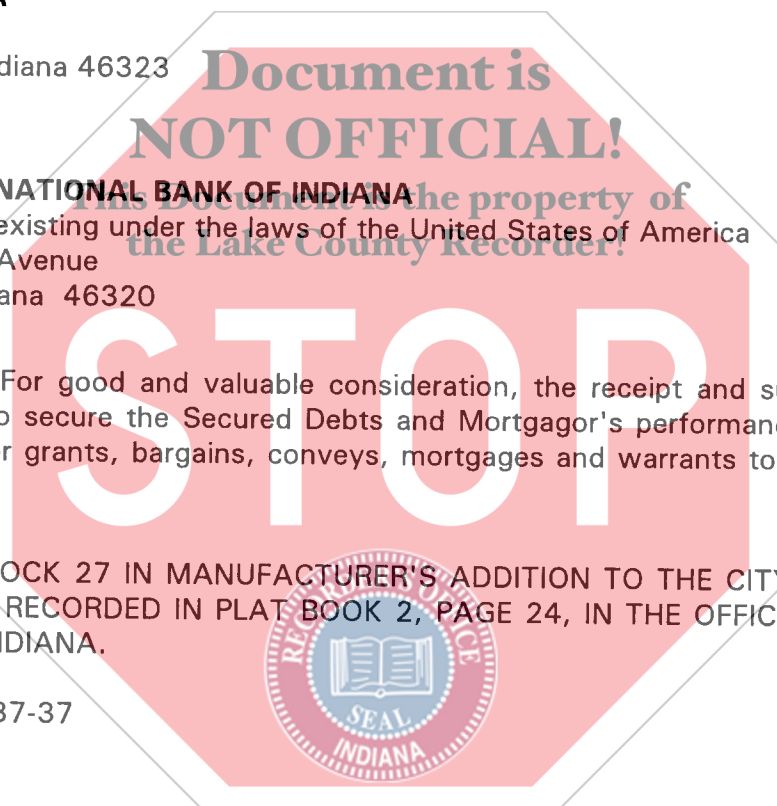 diana 46323
Document is
NOT OFFICIAL!
NATIONAL BANK OF INDIANA
This Document is the property of
existing under the laws of the United States of America
the Lake County Recorder!
Avenue
ana 46320
STOP
For good and valuable consideration, the receipt and su
o secure the Secured Debts and Mortgagor's performan
r grants, bargains, conveys, mortgages and warrants to
OCK 27 IN MANUFACTURER'S ADDITION TO THE CITY
RECORDED IN PLAT BOOK 2, PAGE 24, IN THE OFFIC
NDIANA.
RECORDER'S OFFICE
SEAL
INDIANA
37-37